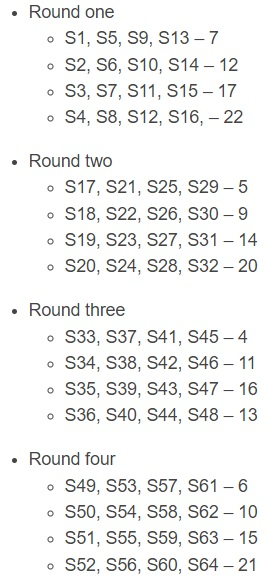 Round one
S1, S5, S9, S13 – 7
S2, S6, S10, S14 – 12
S3, S7, S11, S15 – 17
S4, S8, S12, S16, – 22
Round two
S17, S21, S25, S29 – 5
S18, S22, S26, S30 – 9
S19, S23, S27, S31 – 14
S20, S24, S28, S32 – 20
Round three
S33, S37, S41, S45 – 4
S34, S38, S42, S46 – 11
S35, S39, S43, S47 – 16
S36, S40, S44, S48 – 13
Round four
S49, S53, S57, S61 – 6
S50, S54, S58, S62 – 10
S51, S55, S59, S63 – 15
S52, S56, S60, S64 – 21